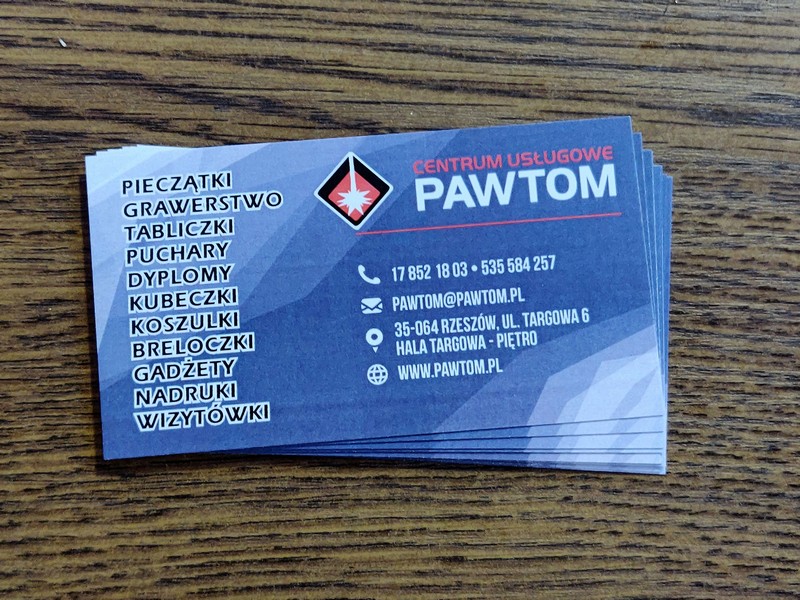 PIECZĄTKI
GRAWERSTWO
TABLICZKI
PUCHARY
DYPLOMY
KUBECZKI
KOSZULKI
BRELOCZKI
GADŻETY
NADRUKI
WIZYTÓWKI
CENTRUM USŁUGOWE
PAWTOM
17 852 18 03 • 535 584 257
PAWTOM@PAWTOM.PL
35-064 RZESZÓW, UL. TARGOWA 6
HALA TARGOWA - PIĘTRO
WWW.PAWTOM.PL